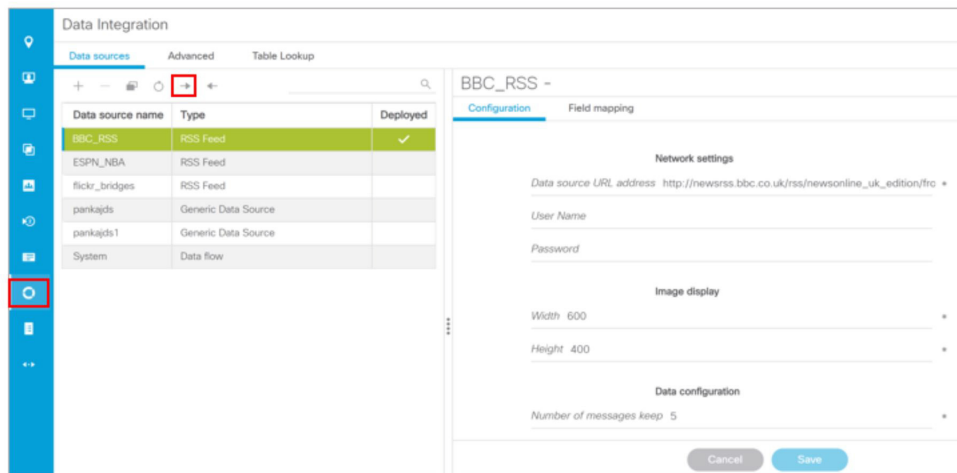 Data Integration
Data sources Advanced Table Lookup
Data source name Type Deployed
BBC_RSS RSS Feed
ESPN_NBA RSS Feed
flickr_bridges RSS Feed
pankajds Generic Data Source
pankajds1 Generic Data Source
System Data flow
BBC_RSS -
Configuration Field mapping
Network settings
Data source URL address http://newsrss.bbc.co.uk/rss/newsonline_uk_edition/fro
User Name
Password
Image display
Width 600
Height 400
Data configuration
Number of messages keep 5
Cancel Save